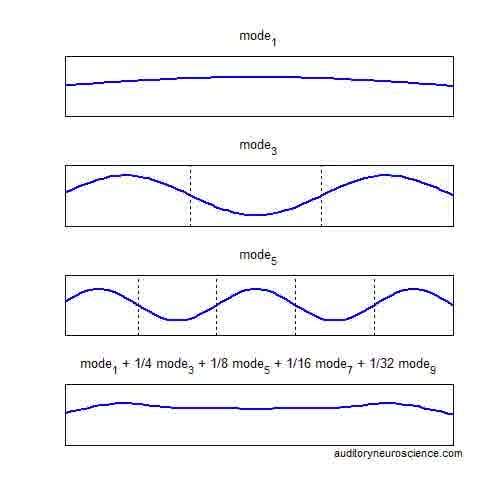 mode1
mode3
mode5
mode1 + 1/4 mode3 + 1/8 mode5 + 1/16 mode7 + 1/32 mode9
auditoryneuroscience.com